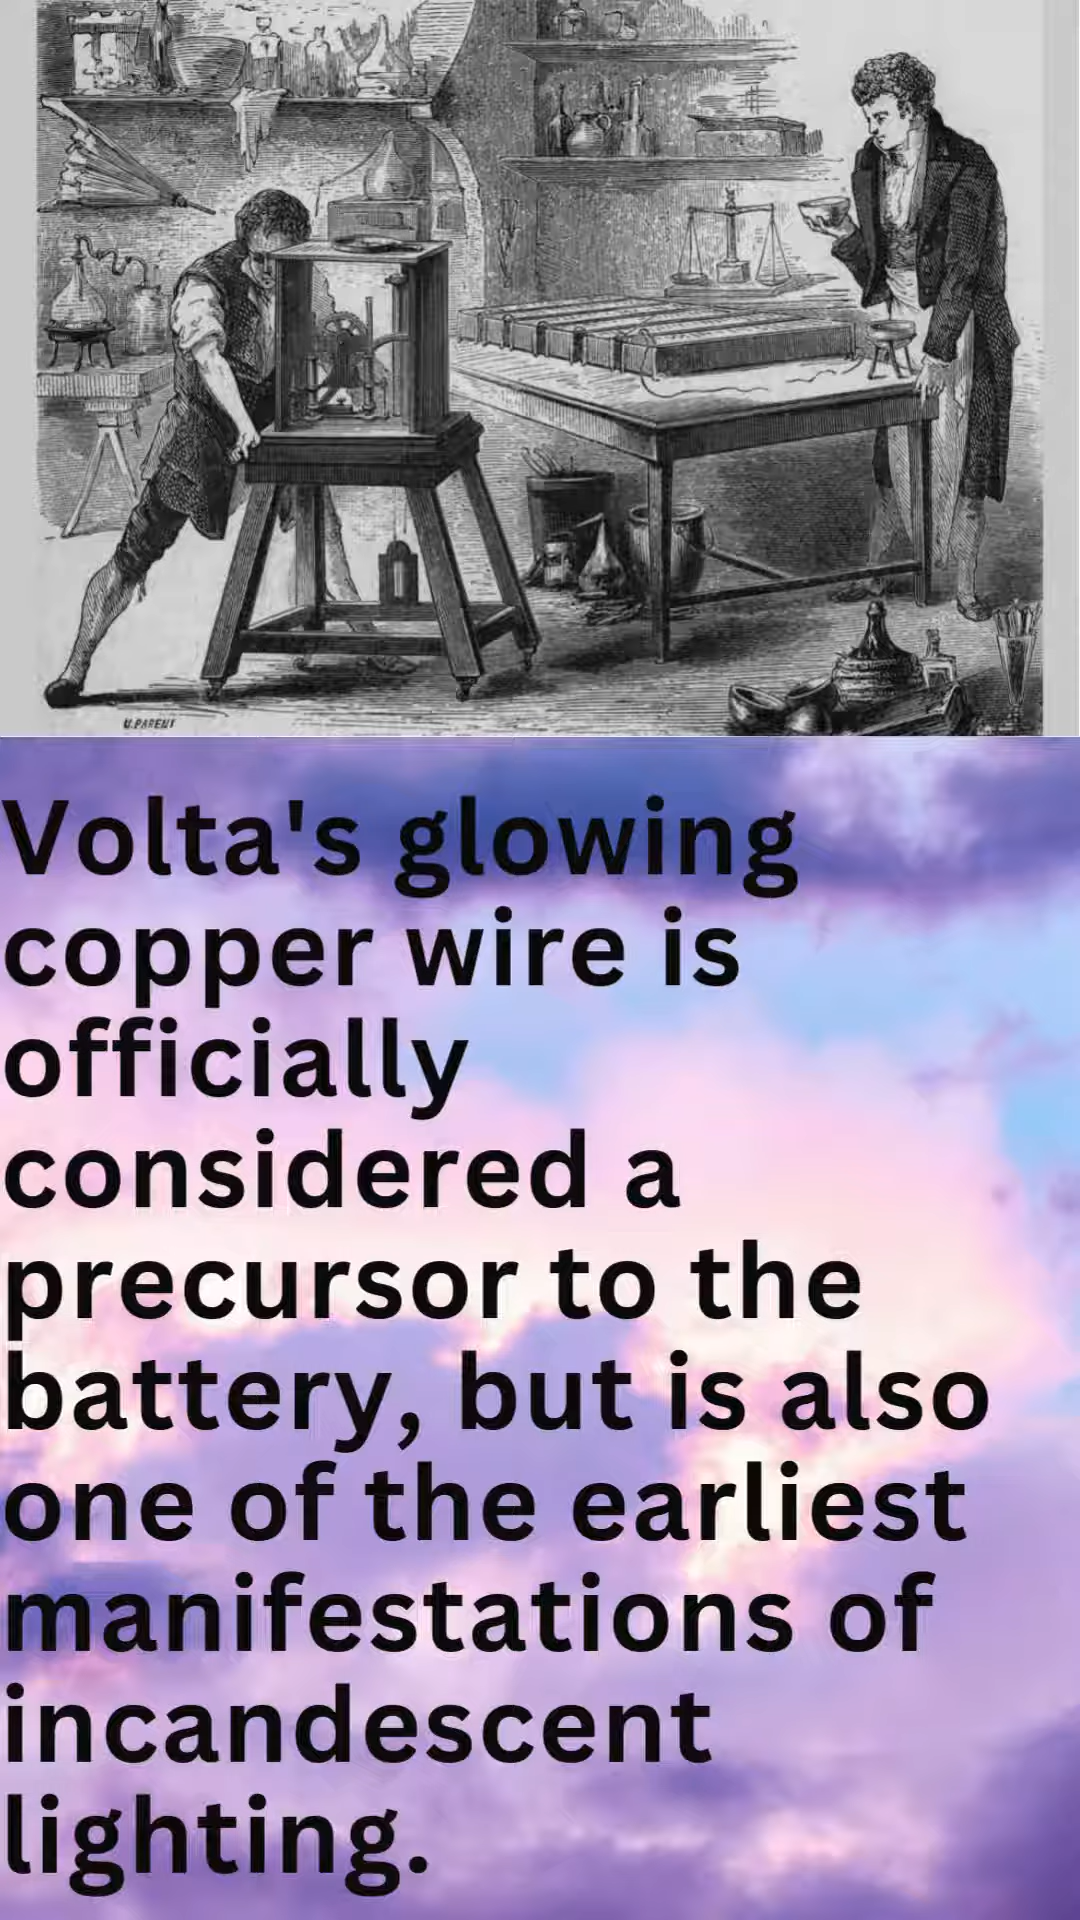 U.PARENT
Volta's glowing
copper wire is
officially
considered a
precursor to the
battery, but is also
one of the earliest
manifestations of
incandescent
lighting.